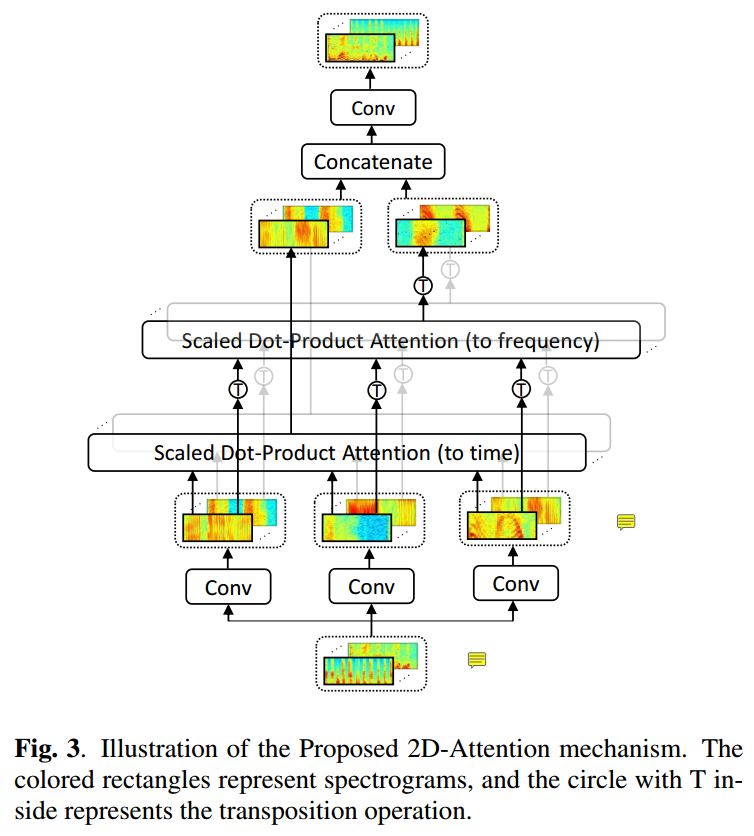 Conv
Concatenate
T
T
Scaled Dot-Product Attention (to frequency)
T T T T T T
Scaled Dot-Product Attention (to time)
Conv Conv Conv
Fig. 3. Illustration of the Proposed 2D-Attention mechanism. The
colored rectangles represent spectrograms, and the circle with T in-
side represents the transposition operation.